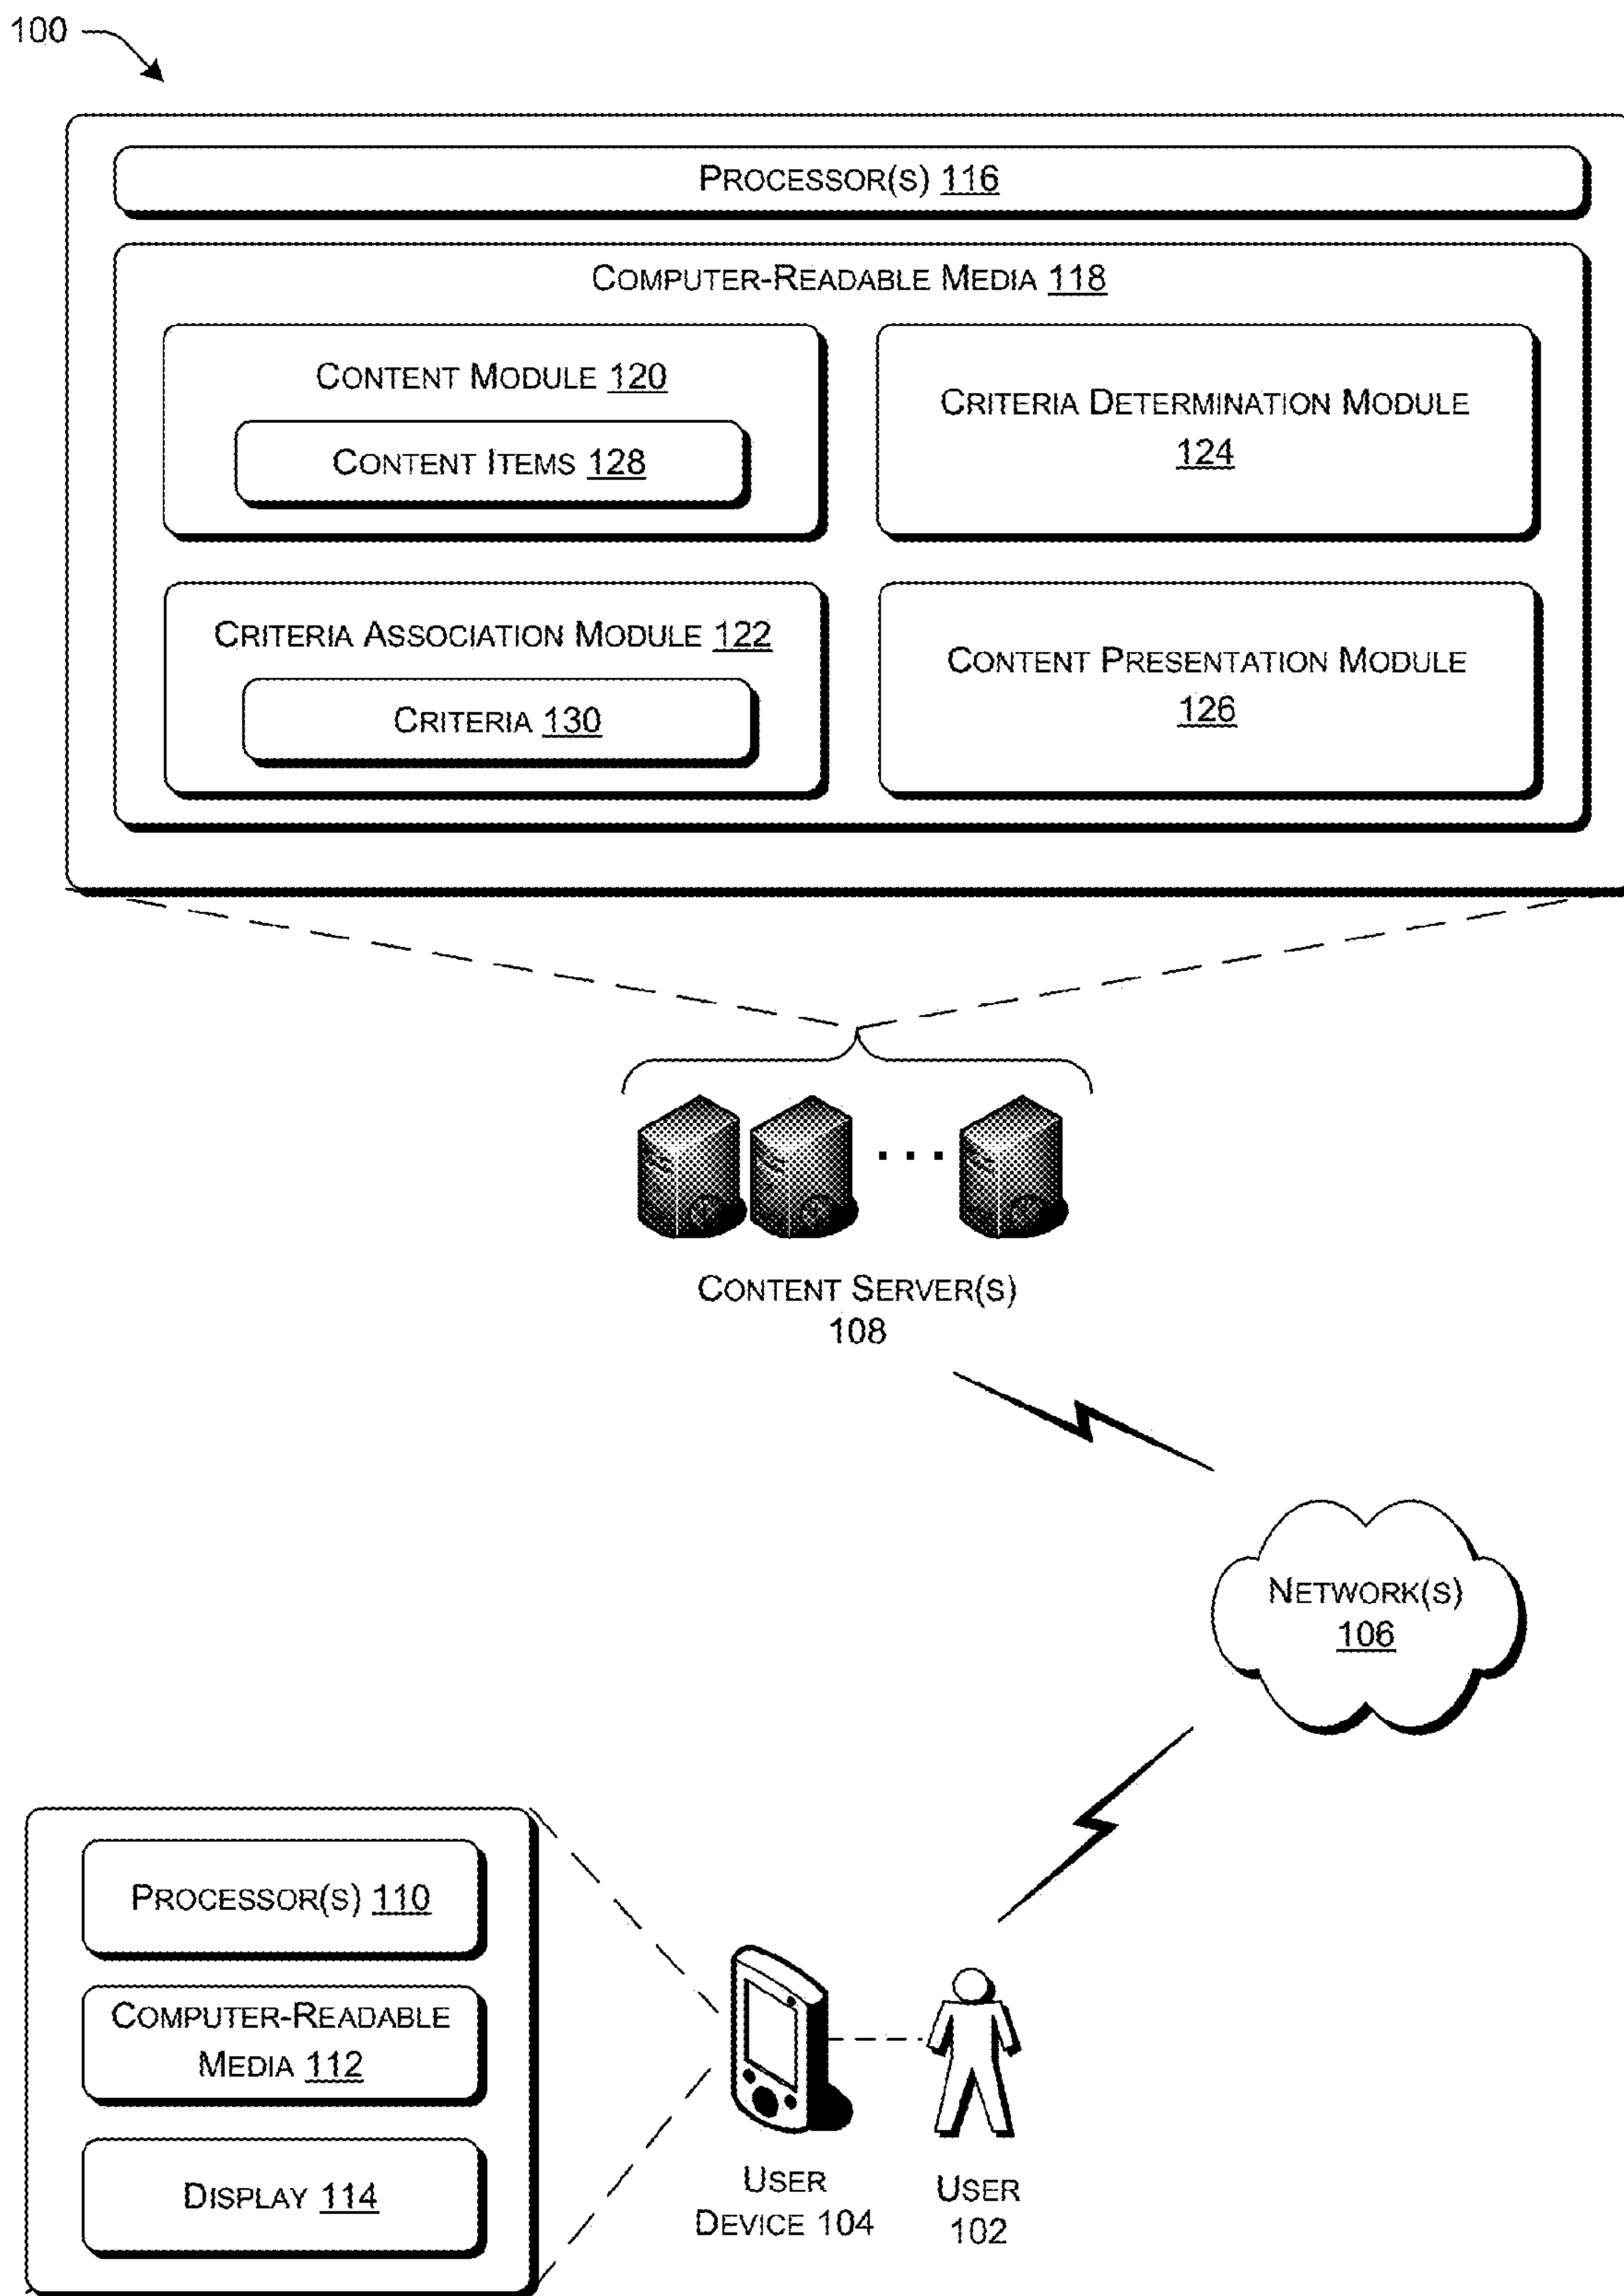 100
PROCESSOR(S) 116
COMPUTER-READABLE MEDIA 118
CONTENT MODULE 120
CONTENT ITEMS 128
CRITERIA DETERMINATION MODULE
124
CRITERIA ASSOCIATION MODULE 122
CRITERIA 130
CONTENT PRESENTATION MODULE
126
CONTENT SERVER(S)
108
NETWORK(S)
106
PROCESSOR(S) 110
COMPUTER-READABLE
MEDIA 112
DISPLAY 114
USER
DEVICE 104
USER
102